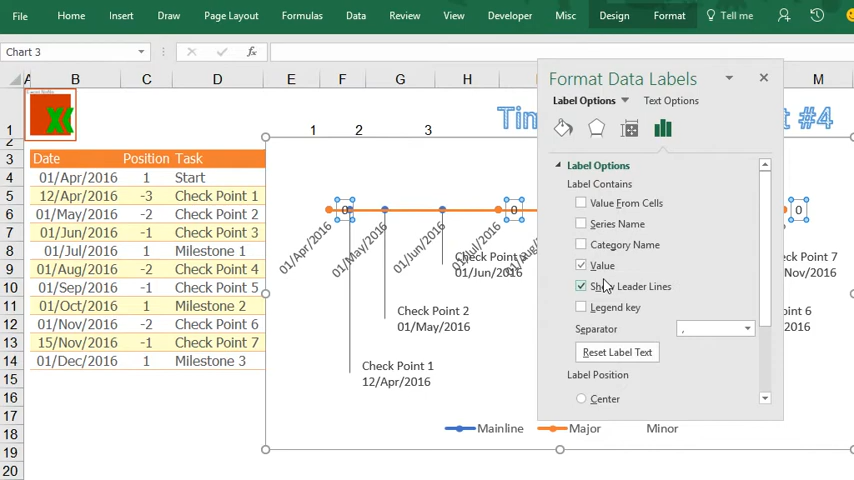 File Home Insert Draw Page Layout Formulas Data Review View Developer Misc Design Format Tell me
Chart 3 fx
A B C D E F G H M
1 1 2 3 Tim t #4
2
3 Date Position Task
4 01/Apr/2016 1 Start
5 12/Apr/2016 -3 Check Point 1
6 01/May/2016 -2 Check Point 2
7 01/Jun/2016 -1 Check Point 3
8 01/Jul/2016 1 Milestone 1
9 01/Aug/2016 -2 Check Point 4
10 01/Sep/2016 -1 Check Point 5
11 01/Oct/2016 1 Milestone 2
12 01/Nov/2016 -2 Check Point 6
13 15/Nov/2016 -1 Check Point 7
14 01/Dec/2016 1 Milestone 3
15
16
17
18
19
20
0 0 0
01/Apr/2016 01/May/2016 01/Jun/2016 01/Jul/2016
Check Point
01/Jun/2016
Check Point 2
01/May/2016
Check Point 1
12/Apr/2016
Mainline Major Minor
7
Nov/2016
Format Data Labels
Label Options Text Options
Label Options
Label Contains
Value From Cells
Series Name
Category Name
Value
Show Leader Lines
Legend key
Separator ,
Reset Label Text
Label Position
Center